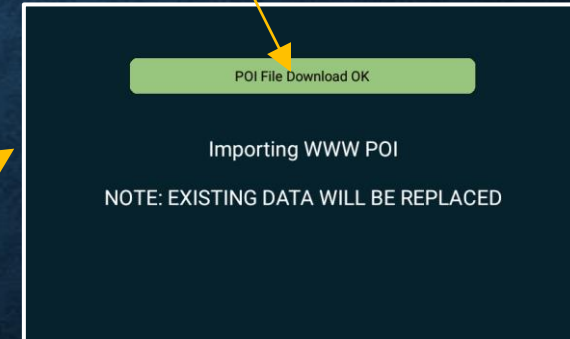 POI File Download OK
Importing WWW POI
NOTE: EXISTING DATA WILL BE REPLACED